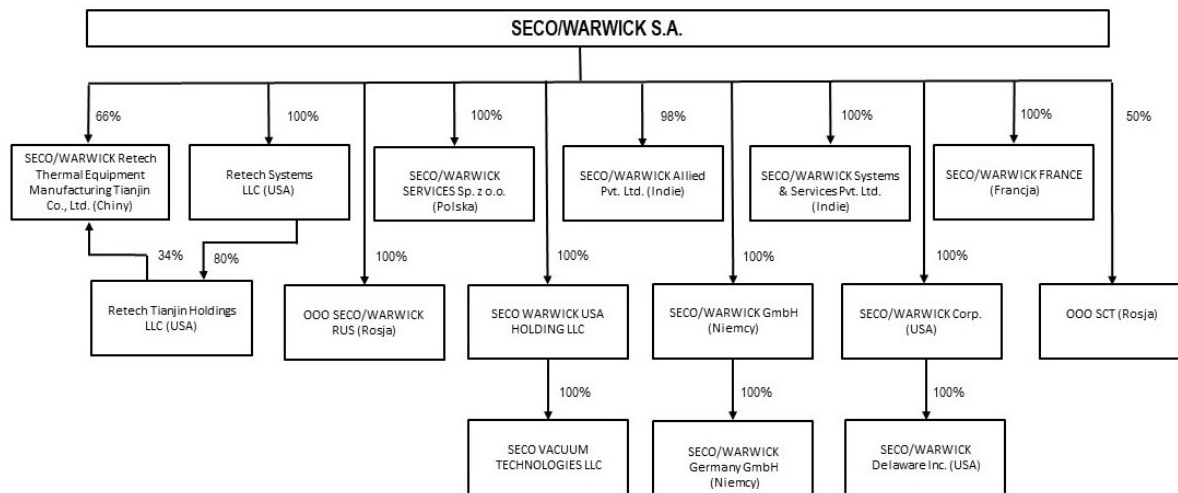 SECO/WARWICK S.A.
66%
100%
100%
98%
100%
100%
50%
SECO/WARWICK Retech
Thermal Equipment
Manufacturing Tianjin
Co., Ltd. (Chiny)
Retech Systems
LLC (USA)
SECO/WARWICK
SERVICES Sp. z o.o.
(Polska)
SECO/WARWICK Allied
Pvt. Ltd. (Indie)
SECO/WARWICK Systems
& Services Pvt. Ltd.
(Indie)
SECO/WARWICK FRANCE
(Francja)
34%
80%
100%
100%
100%
100%
Retech Tianjin Holdings
LLC (USA)
OOO SECO/WARWICK
RUS (Rosja)
SECO WARWICK USA
HOLDING LLC
SECO/WARWICK GmbH
(Niemcy)
SECO/WARWICK Corp.
(USA)
OOO SCT (Rosja)
100%
100%
100%
SECO VACUUM
TECHNOLOGIES LLC
SECO/WARWICK
Germany GmbH
(Niemcy)
SECO/WARWICK
Delaware Inc. (USA)